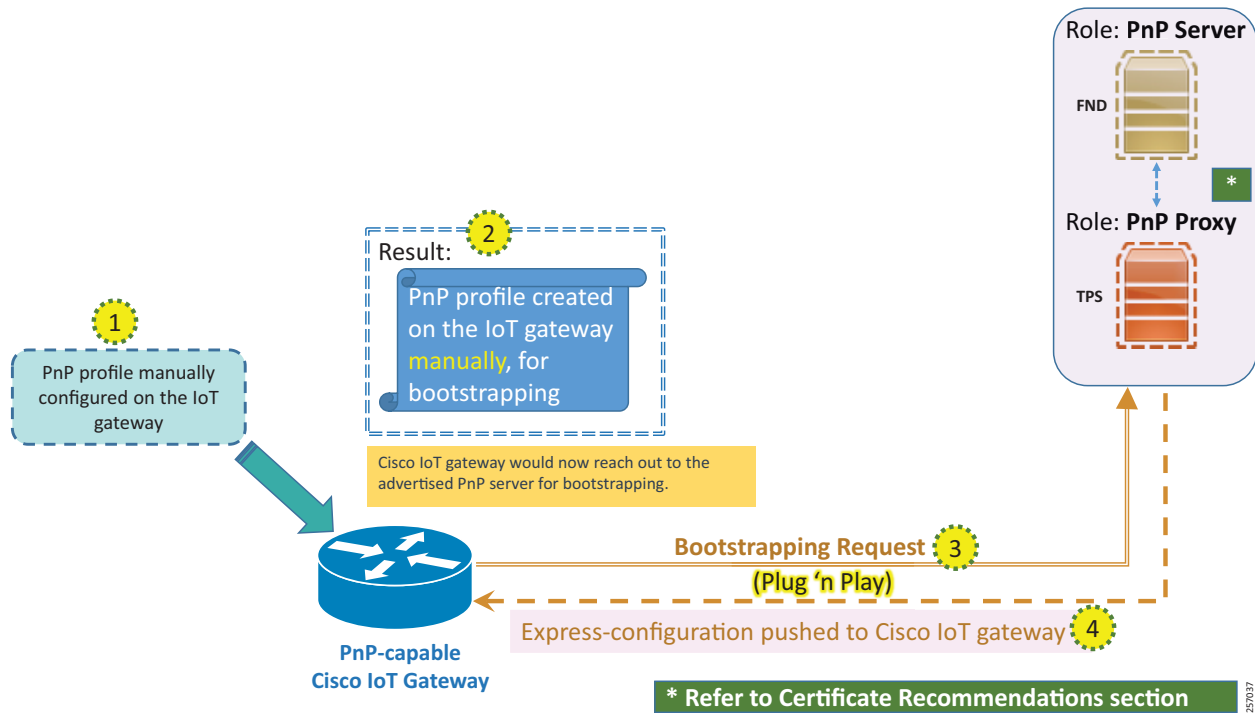 Role: PnP Server
FND
*
Role: PnP Proxy
TPS
2
Result:
PnP profile created
on the IoT gateway
manually, for
bootstrapping
1
PnP profile manually
configured on the IoT
gateway
Cisco IoT gateway would now reach out to the
advertised PnP server for bootstrapping.
Bootstrapping Request 3
(Plug ‘n Play)
Express-configuration pushed to Cisco IoT gateway 4
PnP-capable
Cisco IoT Gateway
* Refer to Certificate Recommendations section
257037